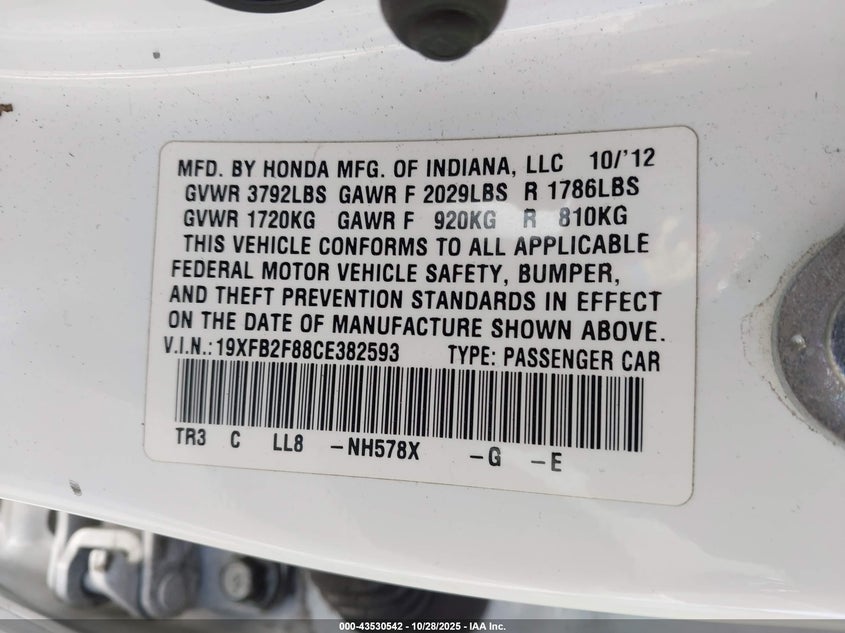 MFD. BY HONDA MFG. OF INDIANA, LLC 10/'12
GVWR 3792LBS GAWR F 2029LBS R 1786LBS
GVWR 1720KG GAWR F 920KG R 810KG
THIS VEHICLE CONFORMS TO ALL APPLICABLE
FEDERAL MOTOR VEHICLE SAFETY, BUMPER,
AND THEFT PREVENTION STANDARDS IN EFFECT
ON THE DATE OF MANUFACTURE SHOWN ABOVE.
V.I.N.:19XFB2F88CE382593 TYPE: PASSENGER CAR
TR3 C LL8 -NH578X -G -E
000-43530542 - 10/28/2025 - IAA Inc.